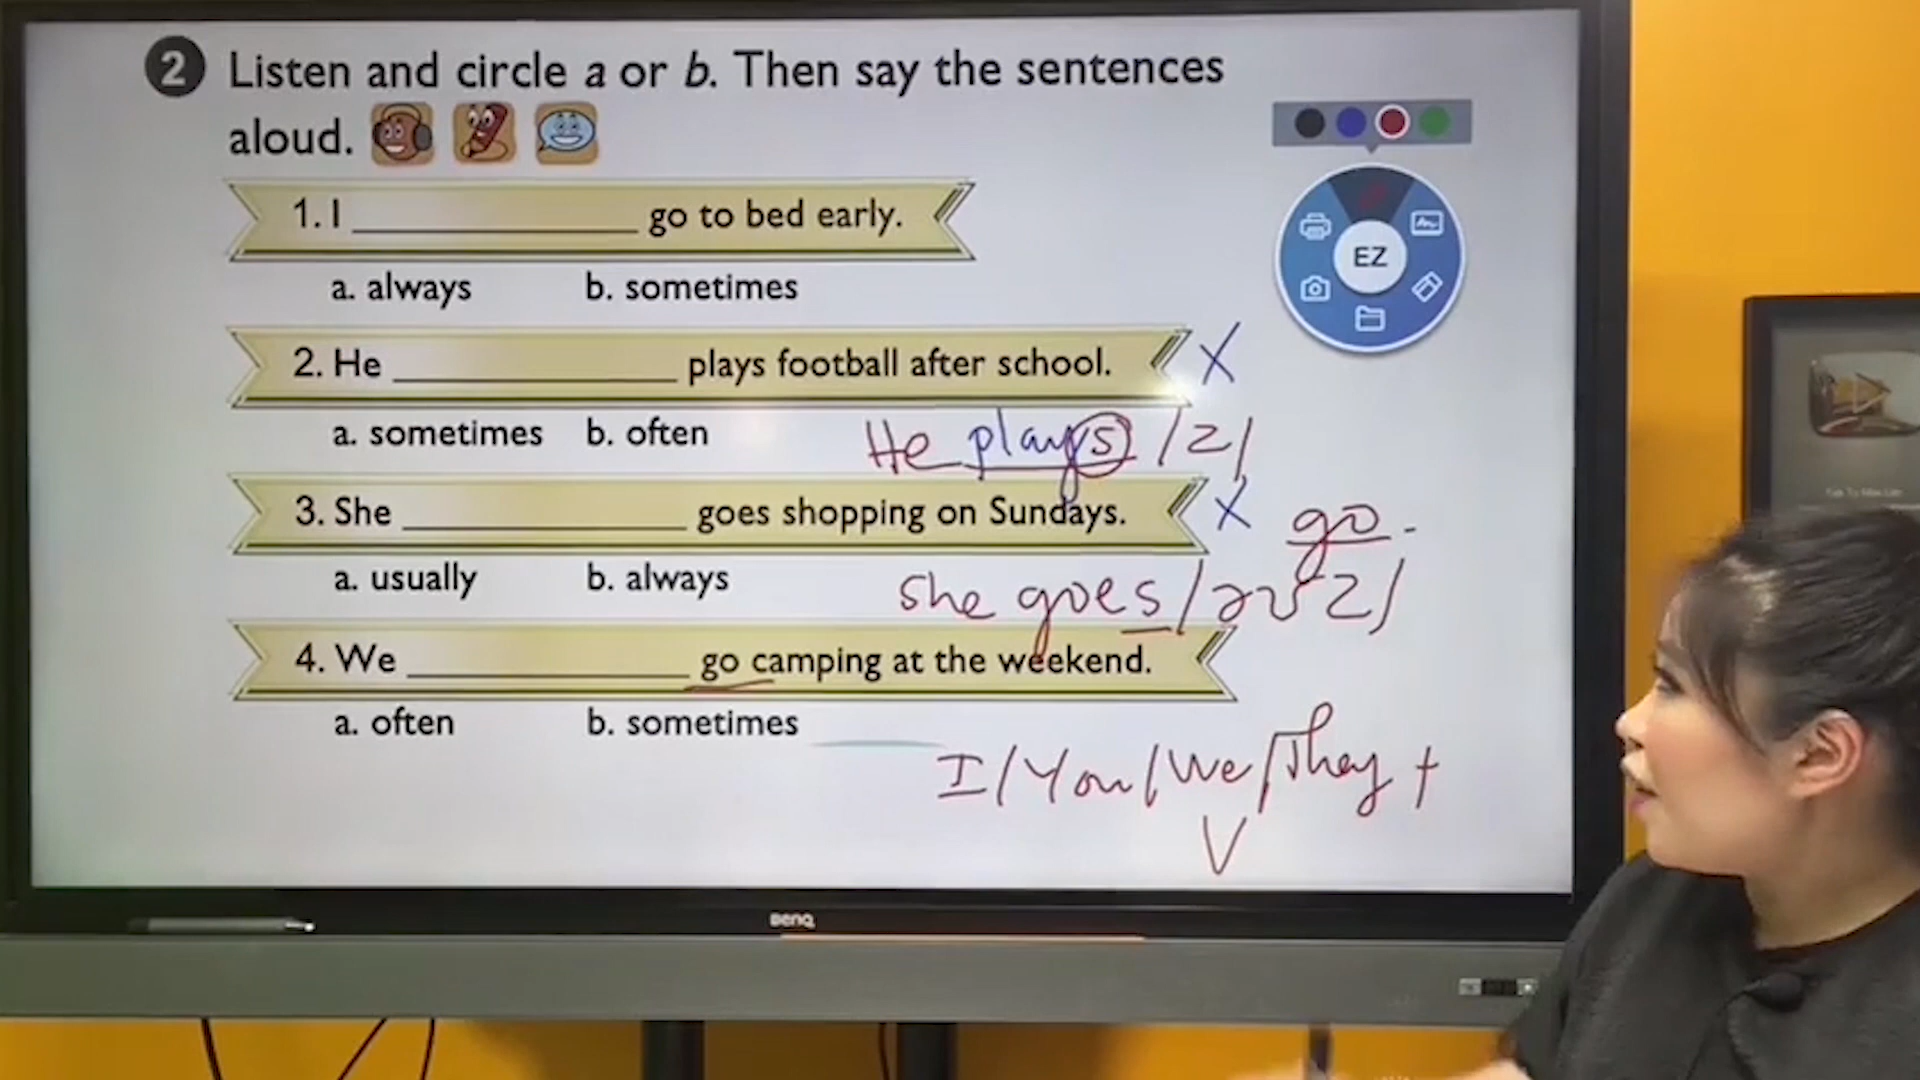 2 Listen and circle a or b. Then say the sentences
aloud.
1. I ____________ go to bed early.
a. always b. sometimes
EZ
2. He ____________ plays football after school. X
a. sometimes b. often
He plays /z/
3. She ____________ goes shopping on Sundays. X
go
a. usually b. always
She goes /əʊz/
4. We ____________ go camping at the weekend.
a. often b. sometimes
I/You/We/They +
V
BenQ